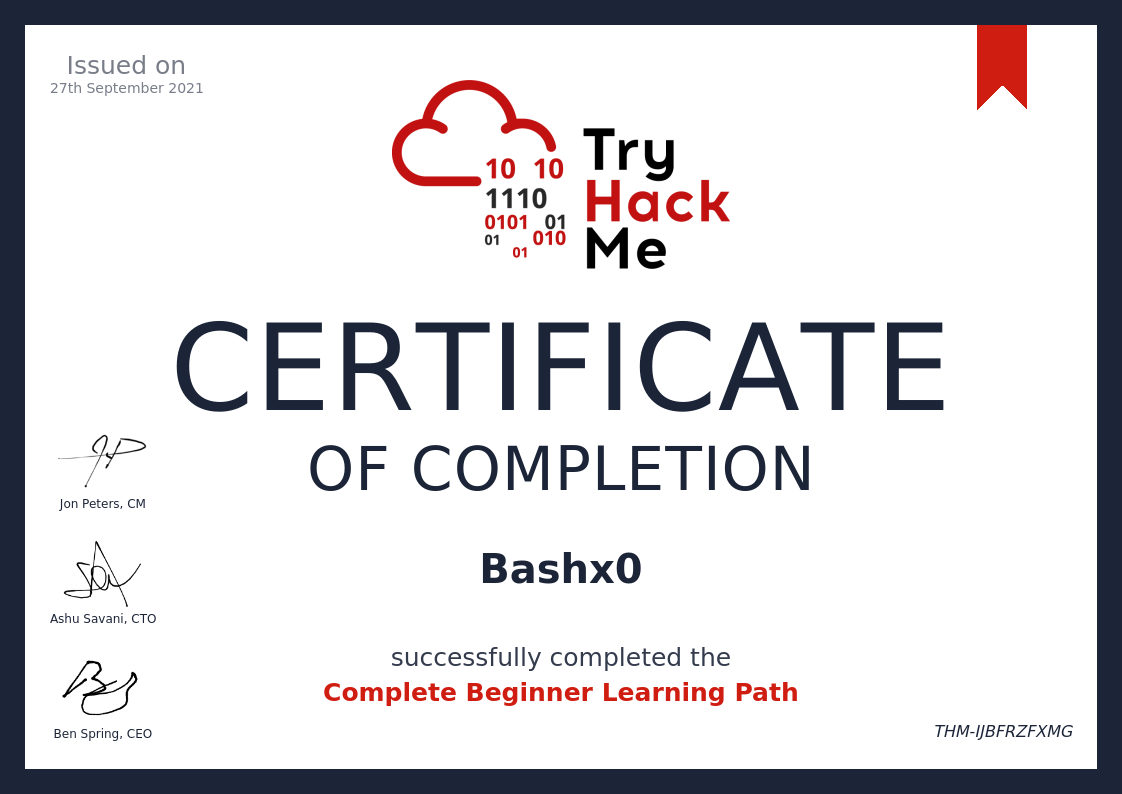 Issued on
27th September 2021
10 10
1110
0101 01
01 010
01
Try
Hack
Me
CERTIFICATE
OF COMPLETION
Jon Peters, CM
Bashx0
Ashu Savani, CTO
successfully completed the
Complete Beginner Learning Path
Ben Spring, CEO
THM-IJBFRZFXMG